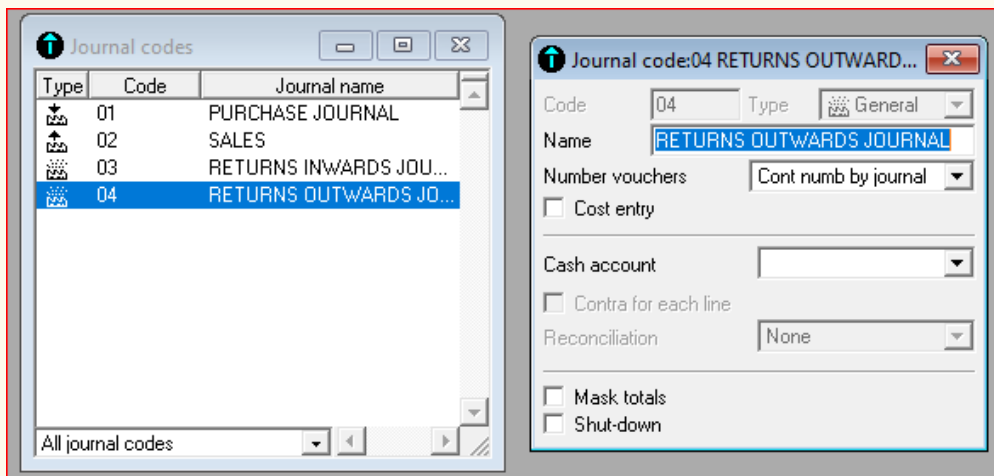 Journal codes
Type Code Journal name
01 PURCHASE JOURNAL
02 SALES
03 RETURNS INWARDS JOU...
04 RETURNS OUTWARDS JO...
All journal codes
Journal code:04 RETURNS OUTWARD...
Code 04 Type General
Name RETURNS OUTWARDS JOURNAL
Number vouchers Cont numb by journal
Cost entry
Cash account
Contra for each line
Reconciliation None
Mask totals
Shut-down